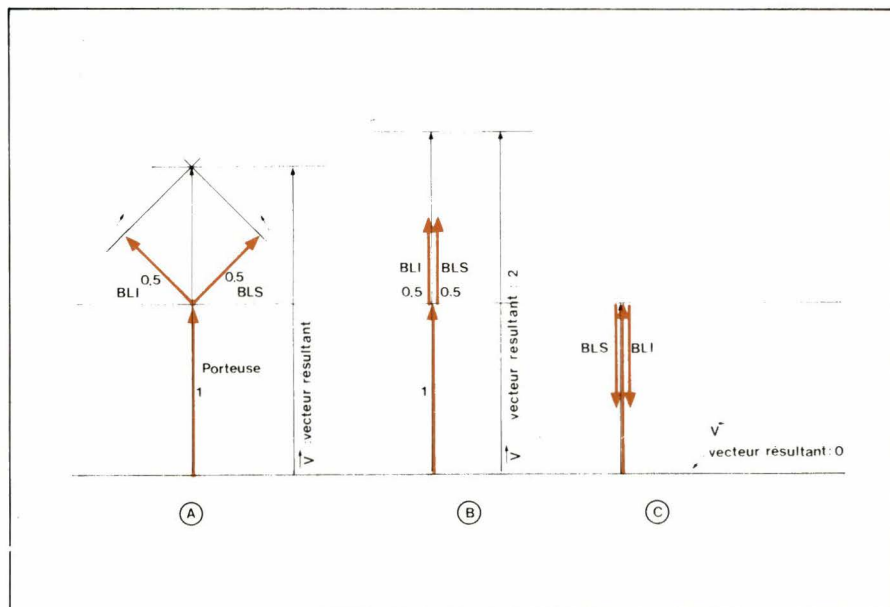 BLI
0,5
0,5
BLS
Porteuse
1
V : vecteur résultant
A
BLI
BLS
0,5
0,5
1
V vecteur résultant : 2
B
BLS
BLI
V
vecteur résultant : 0
C